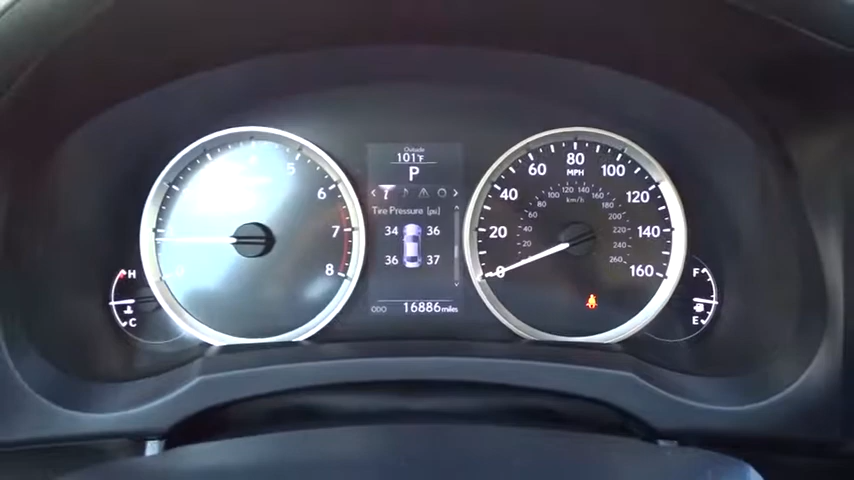 Outside
101°F
P
Tire Pressure [psi]
34 36
36 37
ODO 16886 miles
5
6
7
8
H
C
0
20
40
60
80
100
120
140
160
MPH
20
40
60
80
100
120
140
160
180
200
220
240
260
km/h
F
E